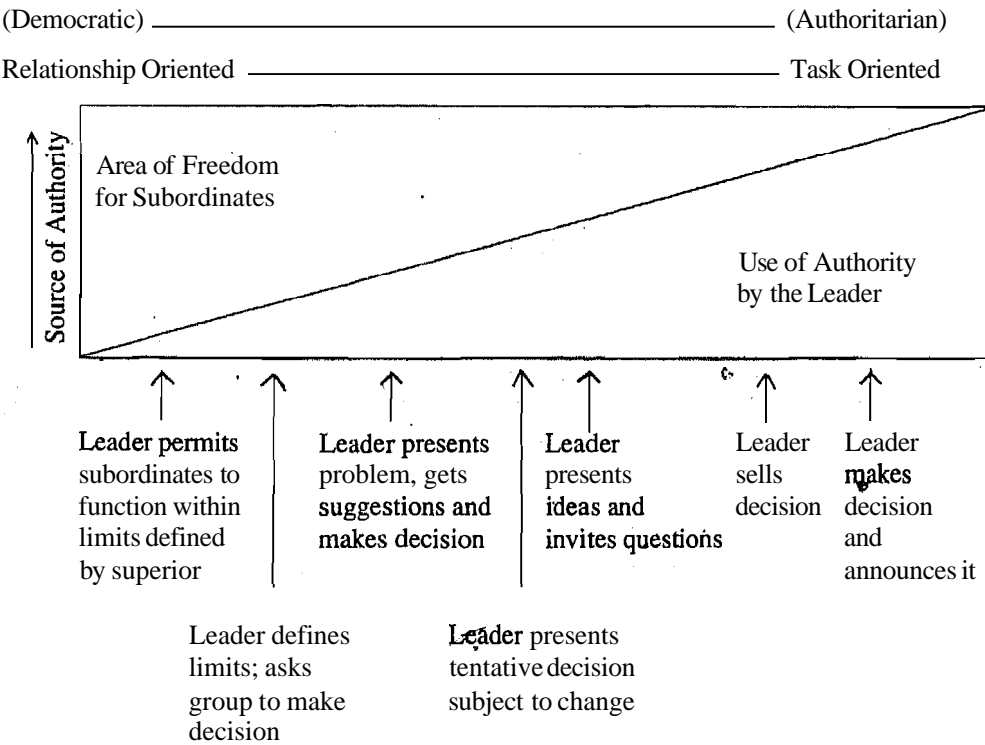 (Democratic) (Authoritarian)
Relationship Oriented Task Oriented
Source of Authority
Area of Freedom
for Subordinates
Use of Authority
by the Leader
Leader permits
subordinates to
function within
limits defined
by superior
Leader defines
limits; asks
group to make
decision
Leader presents
problem, gets
suggestions and
makes decision
Leader presents
tentative decision
subject to change
Leader
presents
ideas and
invites questions
Leader
sells
decision
Leader
makes
decision
and
announces it